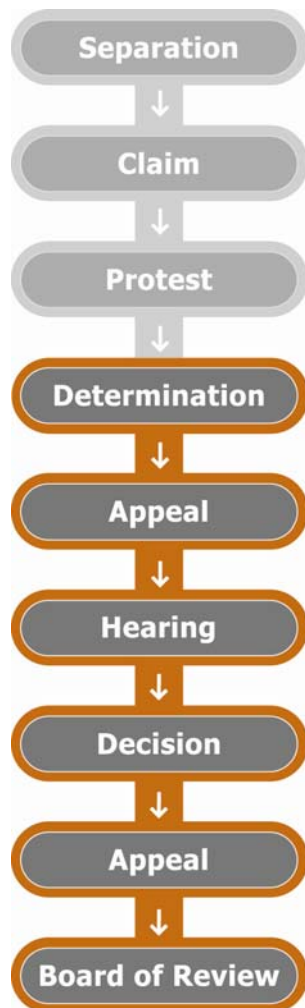 Separation
↓
Claim
↓
Protest
↓
Determination
↓
Appeal
↓
Hearing
↓
Decision
↓
Appeal
↓
Board of Review